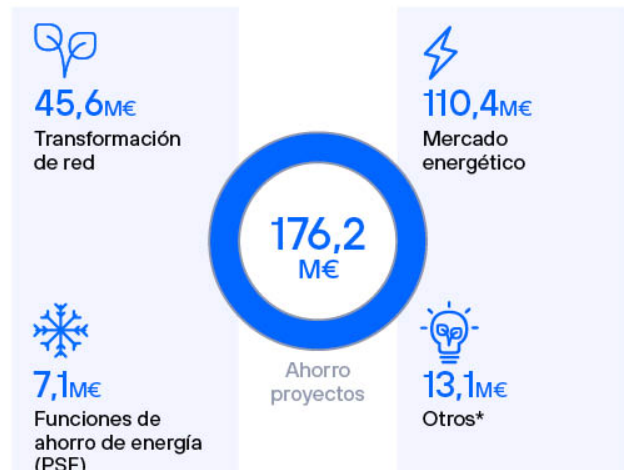 45,6M€
Transformación
de red
110,4M€
Mercado
energético
176,2
M€
Ahorro
proyectos
7,1M€
Funciones de
ahorro de energía
(PSF)
13,1M€
Otros*